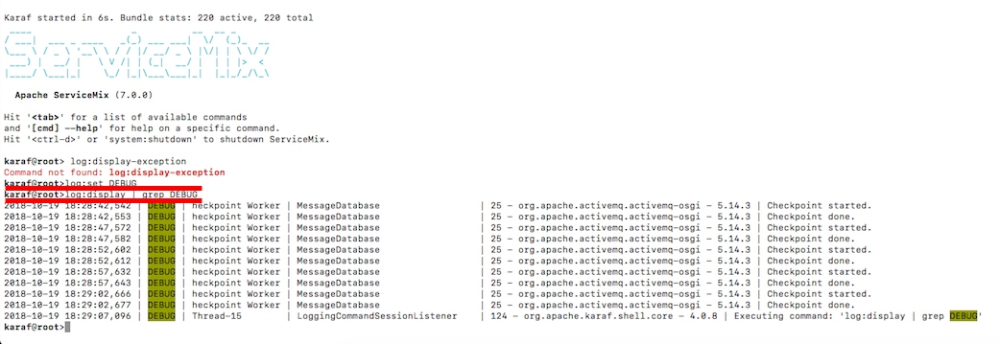 Karaf started in 6s. Bundle stats: 220 active, 220 total
ServiceMix
Apache ServiceMix (7.0.0)
Hit '<tab>' for a list of available commands
and '[cmd] --help' for help on a specific command.
Hit '<ctrl-d>' or 'system:shutdown' to shutdown ServiceMix.
karaf@root> log:display-exception
Command not found: log:display-exception
karaf@root>log:set DEBUG
karaf@root>log:display | grep DEBUG
2018-10-19 18:28:42,542 | DEBUG | heckpoint Worker | MessageDatabase | 25 - org.apache.activemq.activemq-osgi - 5.14.3 | Checkpoint started.
2018-10-19 18:28:42,553 | DEBUG | heckpoint Worker | MessageDatabase | 25 - org.apache.activemq.activemq-osgi - 5.14.3 | Checkpoint done.
2018-10-19 18:28:47,572 | DEBUG | heckpoint Worker | MessageDatabase | 25 - org.apache.activemq.activemq-osgi - 5.14.3 | Checkpoint started.
2018-10-19 18:28:47,582 | DEBUG | heckpoint Worker | MessageDatabase | 25 - org.apache.activemq.activemq-osgi - 5.14.3 | Checkpoint done.
2018-10-19 18:28:52,602 | DEBUG | heckpoint Worker | MessageDatabase | 25 - org.apache.activemq.activemq-osgi - 5.14.3 | Checkpoint started.
2018-10-19 18:28:52,612 | DEBUG | heckpoint Worker | MessageDatabase | 25 - org.apache.activemq.activemq-osgi - 5.14.3 | Checkpoint done.
2018-10-19 18:28:57,632 | DEBUG | heckpoint Worker | MessageDatabase | 25 - org.apache.activemq.activemq-osgi - 5.14.3 | Checkpoint started.
2018-10-19 18:28:57,643 | DEBUG | heckpoint Worker | MessageDatabase | 25 - org.apache.activemq.activemq-osgi - 5.14.3 | Checkpoint done.
2018-10-19 18:29:02,666 | DEBUG | heckpoint Worker | MessageDatabase | 25 - org.apache.activemq.activemq-osgi - 5.14.3 | Checkpoint started.
2018-10-19 18:29:02,677 | DEBUG | heckpoint Worker | MessageDatabase | 25 - org.apache.activemq.activemq-osgi - 5.14.3 | Checkpoint done.
2018-10-19 18:29:07,096 | DEBUG | Thread-15 | LoggingCommandSessionListener | 124 - org.apache.karaf.shell.core - 4.0.8 | Executing command: 'log:display | grep DEBUG'
karaf@root>